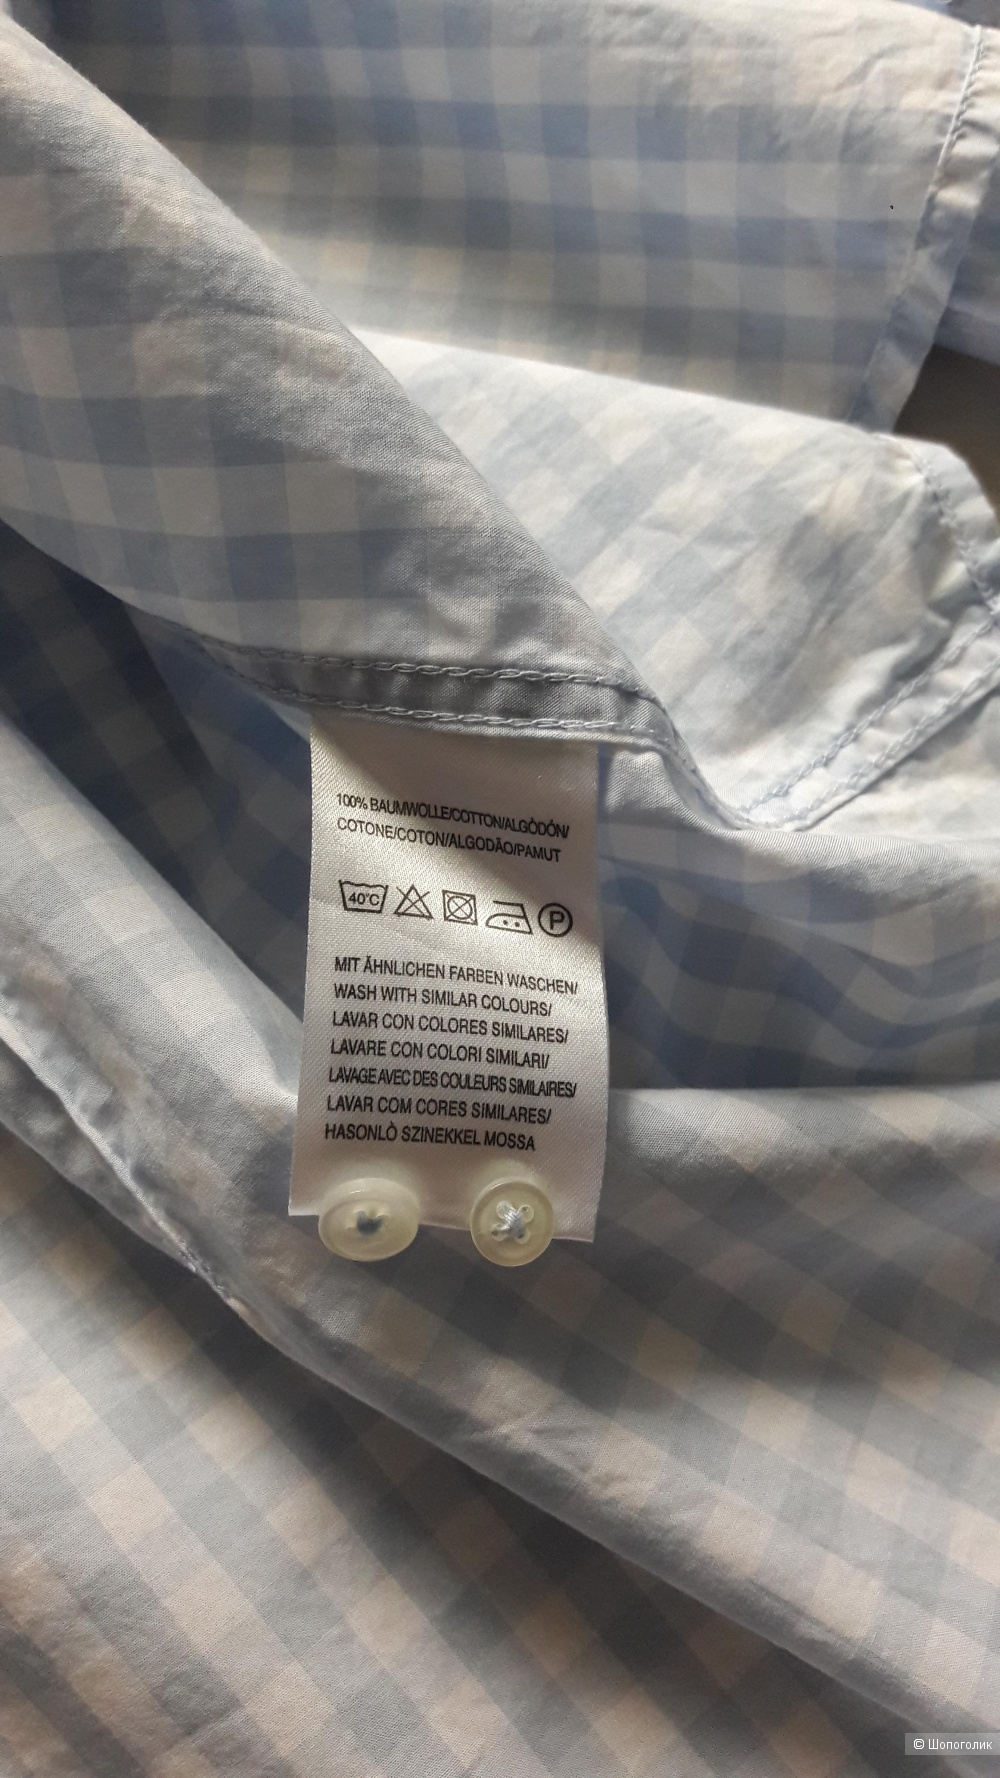 100% BAUMWOLLE/COTTON/ALGÒDÓN/
COTONE/COTON/ALGODÃO/PAMUT
40°C P
MIT ÄHNLICHEN FARBEN WASCHEN/
WASH WITH SIMILAR COLOURS/
LAVAR CON COLORES SIMILARES/
LAVARE CON COLORI SIMILARI/
LAVAGE AVEC DES COULEURS SIMILAIRES/
LAVAR COM CORES SIMILARES/
HASONLÒ SZINEKKEL MOSSA
© Шопоголик